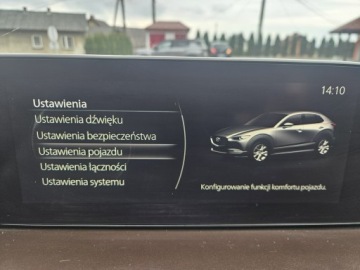 14:10
Ustawienia
Ustawienia dźwięku
Ustawienia bezpieczeństwa
Ustawienia pojazdu
Ustawienia łączności
Ustawienia systemu
Konfigurowanie funkcji komfortu pojazdu.